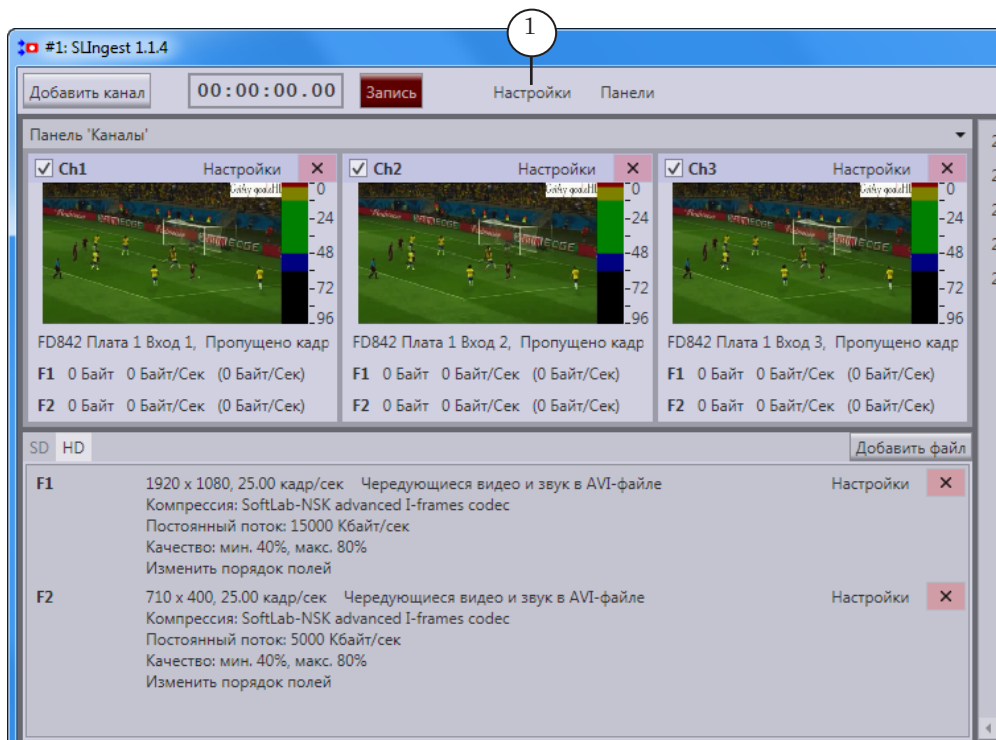 1
#1: SLIngest 1.1.4
Добавить канал 00:00:00.00 Запись Настройки Панели
Панель 'Каналы'
Ch1 Настройки ✕ Ch2 Настройки ✕ Ch3 Настройки ✕
0 0 0
-24 -24 -24
-48 -48 -48
-72 -72 -72
-96 -96 -96
FD842 Плата 1 Вход 1, Пропущено кадр FD842 Плата 1 Вход 2, Пропущено кадр FD842 Плата 1 Вход 3, Пропущено кадр
F1 0 Байт 0 Байт/Сек (0 Байт/Сек) F1 0 Байт 0 Байт/Сек (0 Байт/Сек) F1 0 Байт 0 Байт/Сек (0 Байт/Сек)
F2 0 Байт 0 Байт/Сек (0 Байт/Сек) F2 0 Байт 0 Байт/Сек (0 Байт/Сек) F2 0 Байт 0 Байт/Сек (0 Байт/Сек)
SD HD Добавить файл
F1 1920 x 1080, 25.00 кадр/сек Чередующиеся видео и звук в AVI-файле Настройки ✕
Компрессия: SoftLab-NSK advanced I-frames codec
Постоянный поток: 15000 Кбайт/сек
Качество: мин. 40%, макс. 80%
Изменить порядок полей
F2 710 x 400, 25.00 кадр/сек Чередующиеся видео и звук в AVI-файле Настройки ✕
Компрессия: SoftLab-NSK advanced I-frames codec
Постоянный поток: 5000 Кбайт/сек
Качество: мин. 40%, макс. 80%
Изменить порядок полей